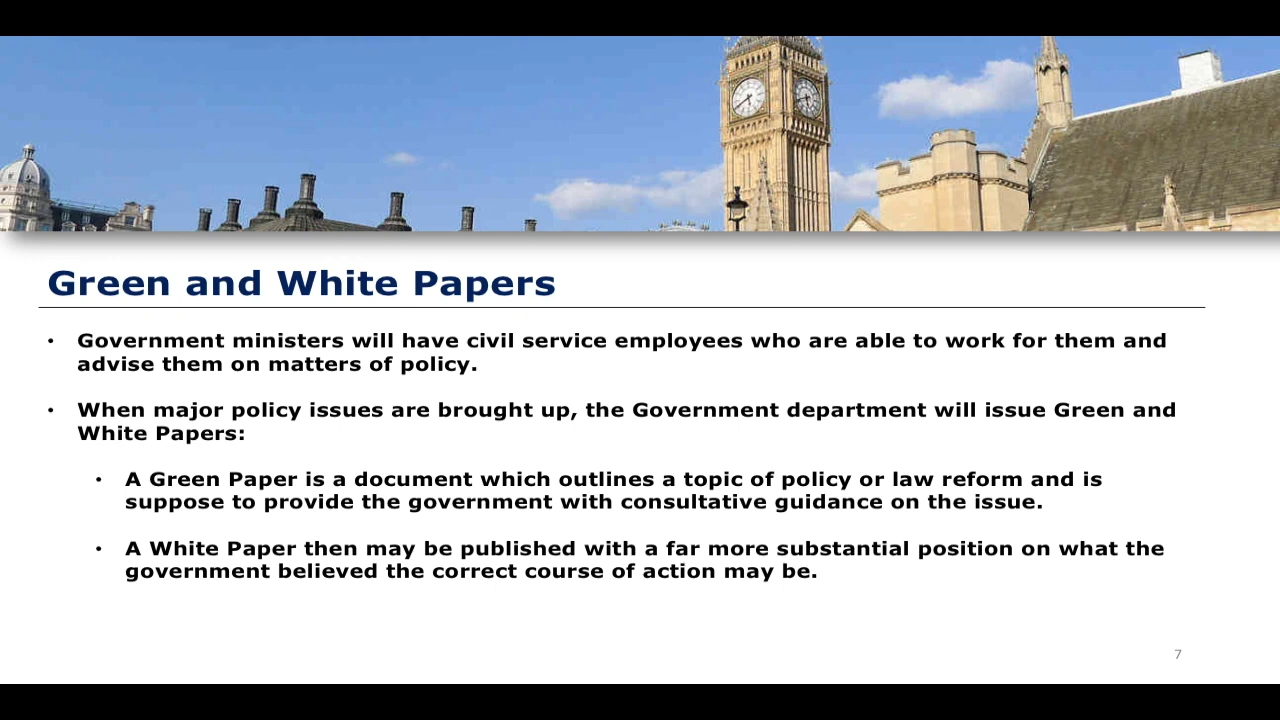 Green and White Papers
• Government ministers will have civil service employees who are able to work for them and
advise them on matters of policy.
• When major policy issues are brought up, the Government department will issue Green and
White Papers:
• A Green Paper is a document which outlines a topic of policy or law reform and is
suppose to provide the government with consultative guidance on the issue.
• A White Paper then may be published with a far more substantial position on what the
government believed the correct course of action may be.
7